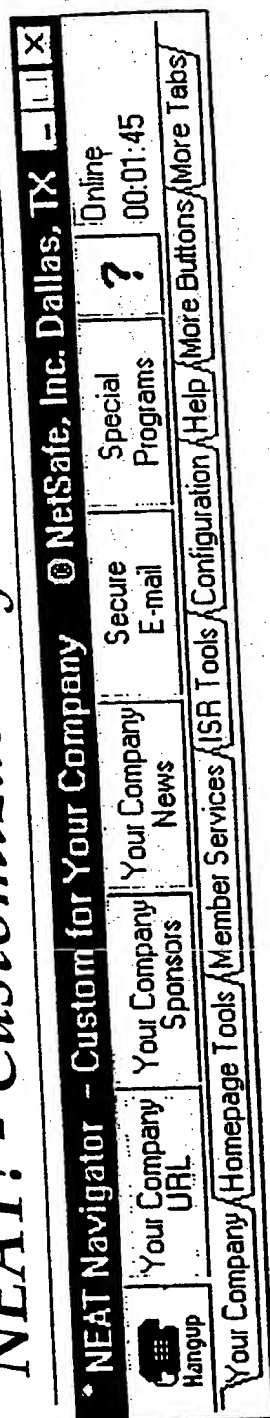 NEAT! - Custom
* NEAT Navigator - Custom for Your Company © NetSafe, Inc. Dallas, TX
Hangup
Your Company URL
Your Company Sponsors
Your Company News
Secure E-mail
Special Programs
?
Online
00:01:45
Your Company Homepage Tools Member Services ISR Tools Configuration Help More Buttons More Tabs